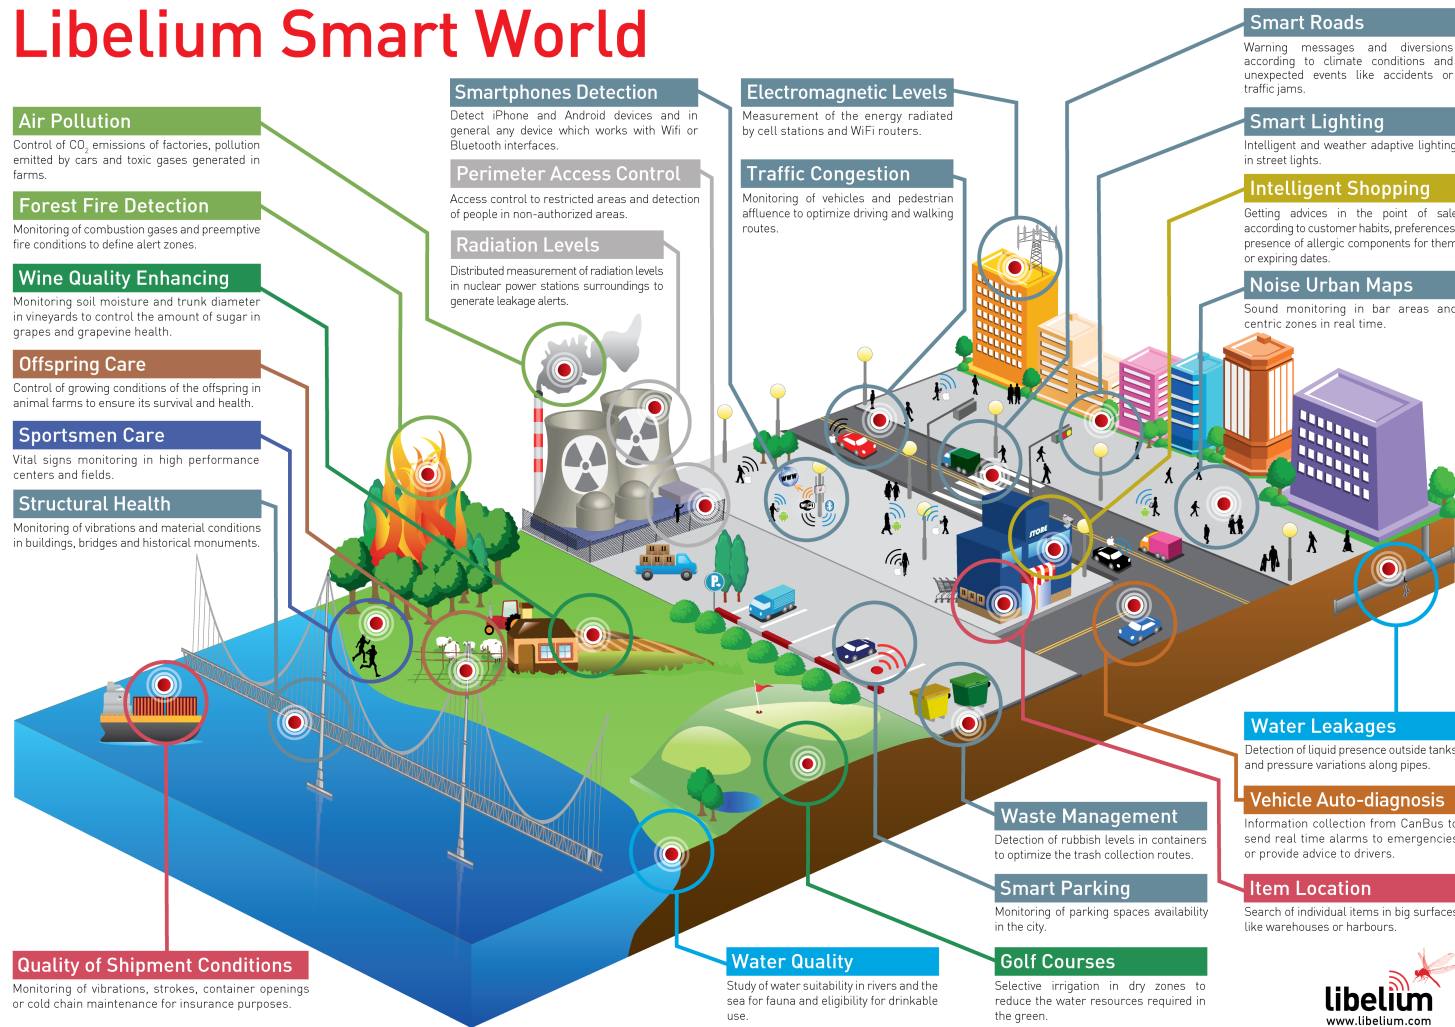 Libelium Smart World
Air Pollution
Control of CO2 emissions of factories, pollution
emitted by cars and toxic gases generated in
farms.
Forest Fire Detection
Monitoring of combustion gases and preemptive
fire conditions to define alert zones.
Wine Quality Enhancing
Monitoring soil moisture and trunk diameter
in vineyards to control the amount of sugar in
grapes and grapevine health.
Offspring Care
Control of growing conditions of the offspring in
animal farms to ensure its survival and health.
Sportsmen Care
Vital signs monitoring in high performance
centers and fields.
Structural Health
Monitoring of vibrations and material conditions
in buildings, bridges and historical monuments.
Quality of Shipment Conditions
Monitoring of vibrations, strokes, container openings
or cold chain maintenance for insurance purposes.
Smartphones Detection
Detect iPhone and Android devices and in
general any device which works with Wifi or
Bluetooth interfaces.
Perimeter Access Control
Access control to restricted areas and detection
of people in non-authorized areas.
Radiation Levels
Distributed measurement of radiation levels
in nuclear power stations surroundings to
generate leakage alerts.
Electromagnetic Levels
Measurement of the energy radiated
by cell stations and WiFi routers.
Traffic Congestion
Monitoring of vehicles and pedestrian
affluence to optimize driving and walking
routes.
Smart Roads
Warning messages and diversions
according to climate conditions and
unexpected events like accidents or
traffic jams.
Smart Lighting
Intelligent and weather adaptive lighting
in street lights.
Intelligent Shopping
Getting advices in the point of sale
according to customer habits, preferences,
presence of allergic components for them
or expiring dates.
Noise Urban Maps
Sound monitoring in bar areas and
centric zones in real time.
STORE
P
Water Leakages
Detection of liquid presence outside tanks
and pressure variations along pipes.
Vehicle Auto-diagnosis
Information collection from CanBus to
send real time alarms to emergencies
or provide advice to drivers.
Item Location
Search of individual items in big surfaces
like warehouses or harbours.
Waste Management
Detection of rubbish levels in containers
to optimize the trash collection routes.
Smart Parking
Monitoring of parking spaces availability
in the city.
Golf Courses
Selective irrigation in dry zones to
reduce the water resources required in
the green.
Water Quality
Study of water suitability in rivers and the
sea for fauna and eligibility for drinkable
use.
libelium
www.libelium.com